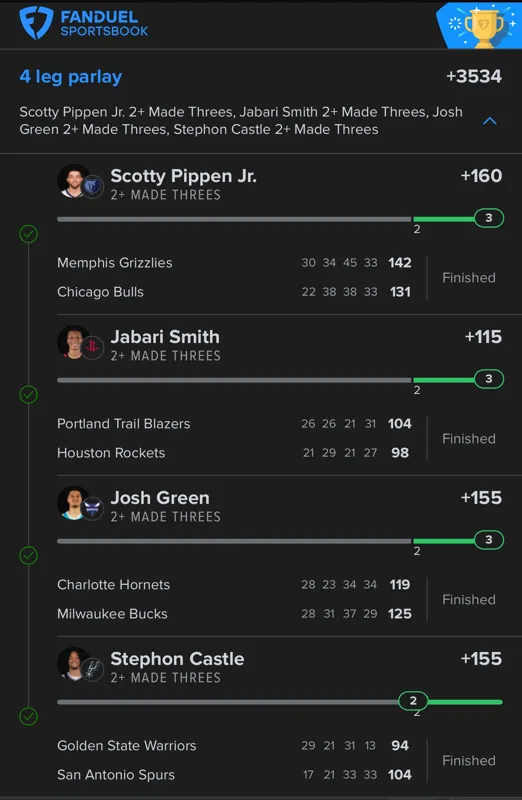 FANDUEL
SPORTSBOOK
4 leg parlay +3534
Scotty Pippen Jr. 2+ Made Threes, Jabari Smith 2+ Made Threes, Josh
Green 2+ Made Threes, Stephon Castle 2+ Made Threes
Scotty Pippen Jr. +160
2+ MADE THREES
3
2
Memphis Grizzlies 30 34 45 33 142
Chicago Bulls 22 38 38 33 131
Finished
Jabari Smith +115
2+ MADE THREES
3
2
Portland Trail Blazers 26 26 21 31 104
Houston Rockets 21 29 21 27 98
Finished
Josh Green +155
2+ MADE THREES
3
2
Charlotte Hornets 28 23 34 34 119
Milwaukee Bucks 28 31 37 29 125
Finished
Stephon Castle +155
2+ MADE THREES
2
2
Golden State Warriors 29 21 31 13 94
San Antonio Spurs 17 21 33 33 104
Finished